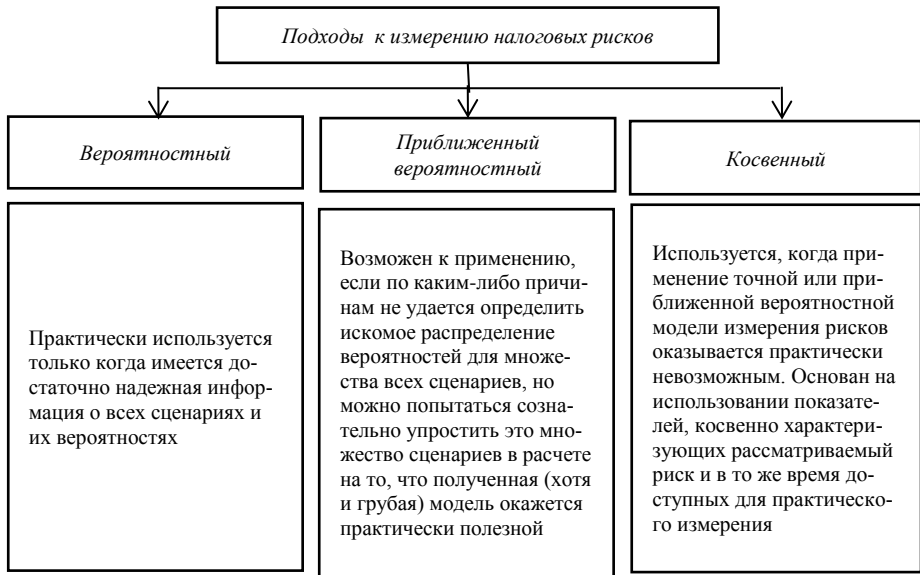 Подходы к измерению налоговых рисков
Вероятностный
Приближенный
вероятностный
Косвенный
Практически используется
только когда имеется до-
статочно надежная инфор-
мация о всех сценариях и
их вероятностях
Возможен к применению,
если по каким-либо причи-
нам не удается определить
искомое распределение
вероятностей для множе-
ства всех сценариев, но
можно попытаться созна-
тельно упростить это мно-
жество сценариев в расчете
на то, что полученная (хотя
и грубая) модель окажется
практически полезной
Используется, когда при-
менение точной или при-
ближенной вероятностной
модели измерения рисков
оказывается практически
невозможным. Основан на
использовании показате-
лей, косвенно характери-
зующих рассматриваемый
риск и в то же время до-
ступных для практическо-
го измерения